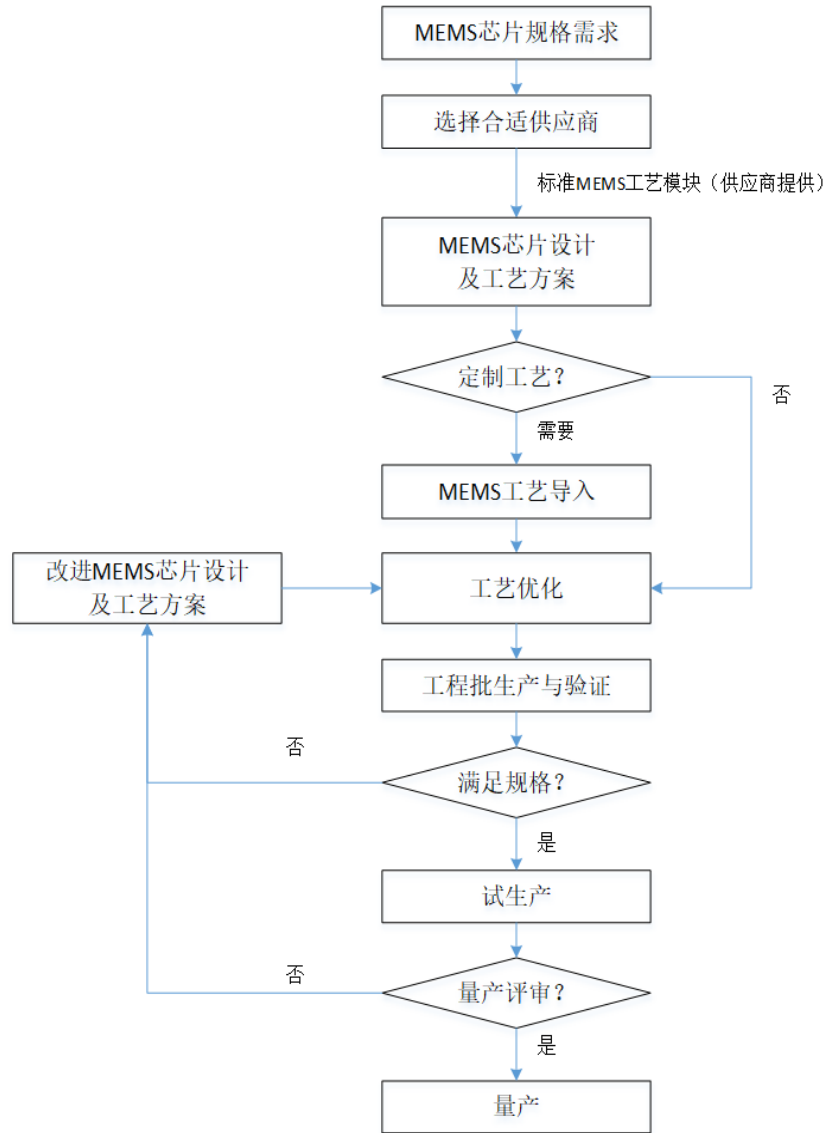 MEMS芯片规格需求
选择合适供应商
标准MEMS工艺模块（供应商提供）
MEMS芯片设计
及工艺方案
定制工艺？
否
需要
MEMS工艺导入
改进MEMS芯片设计
及工艺方案
工艺优化
工程批生产与验证
否
满足规格？
是
试生产
否
量产评审？
是
量产